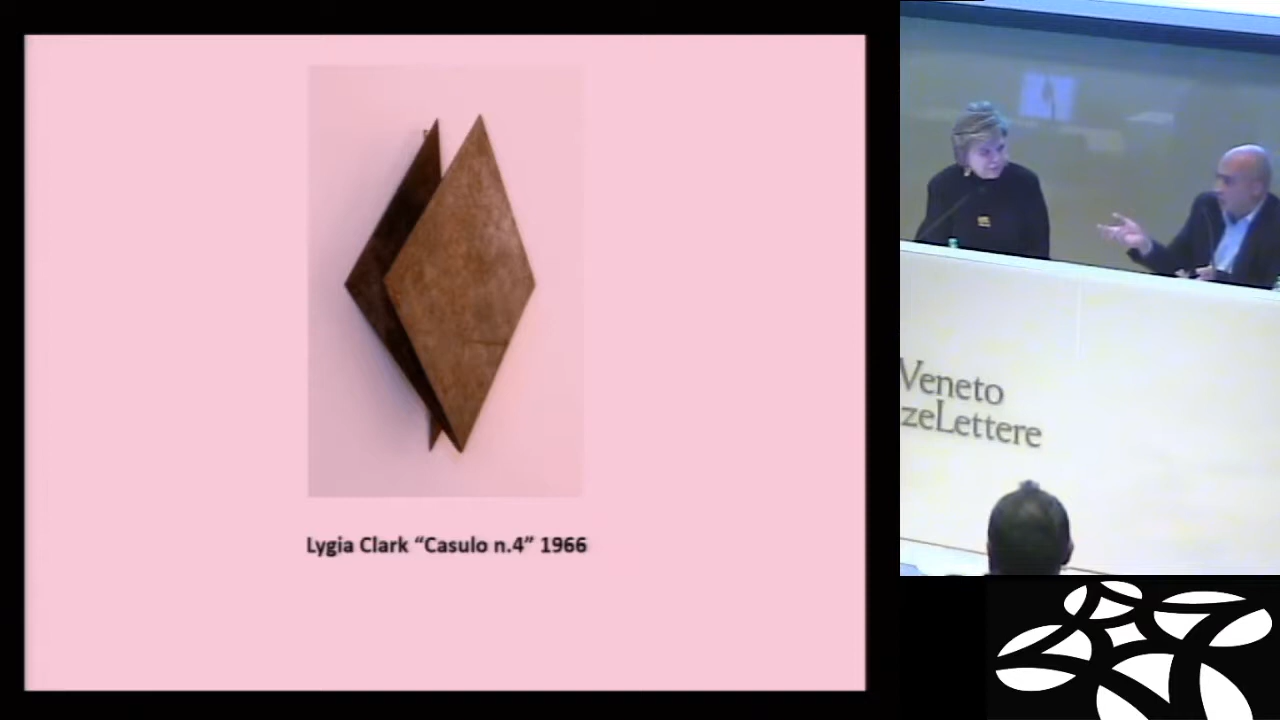 Lygia Clark “Casulo n.4” 1966
Veneto
zeLettere